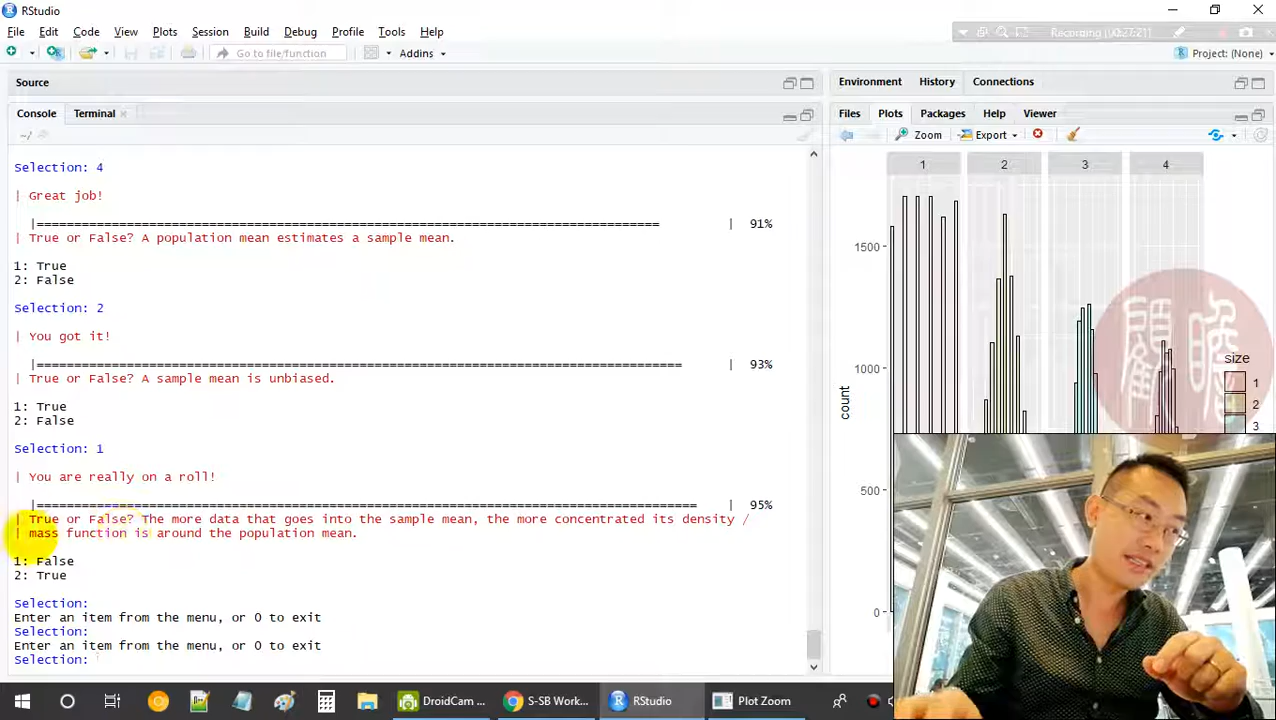 RStudio
File Edit Code View Plots Session Build Debug Profile Tools Help
Go to file/function
Addins
Project: (None)
Source
Console Terminal
~/
Selection: 4
| Great job!
|===================================================================================| 91%
| True or False? A population mean estimates a sample mean.
1: True
2: False
Selection: 2
| You got it!
|======================================================================================| 93%
| True or False? A sample mean is unbiased.
1: True
2: False
Selection: 1
| You are really on a roll!
|========================================================================================| 95%
| True or False? The more data that goes into the sample mean, the more concentrated its density /
| mass function is around the population mean.
1: False
2: True
Selection:
Enter an item from the menu, or 0 to exit
Selection:
Enter an item from the menu, or 0 to exit
Selection:
Environment History Connections
Files Plots Packages Help Viewer
Zoom Export
1 2 3 4
1500
1000
500
0
count
size
1
2
3
顧瞻
DroidCam ...
S-SB Work...
RStudio
Plot Zoom